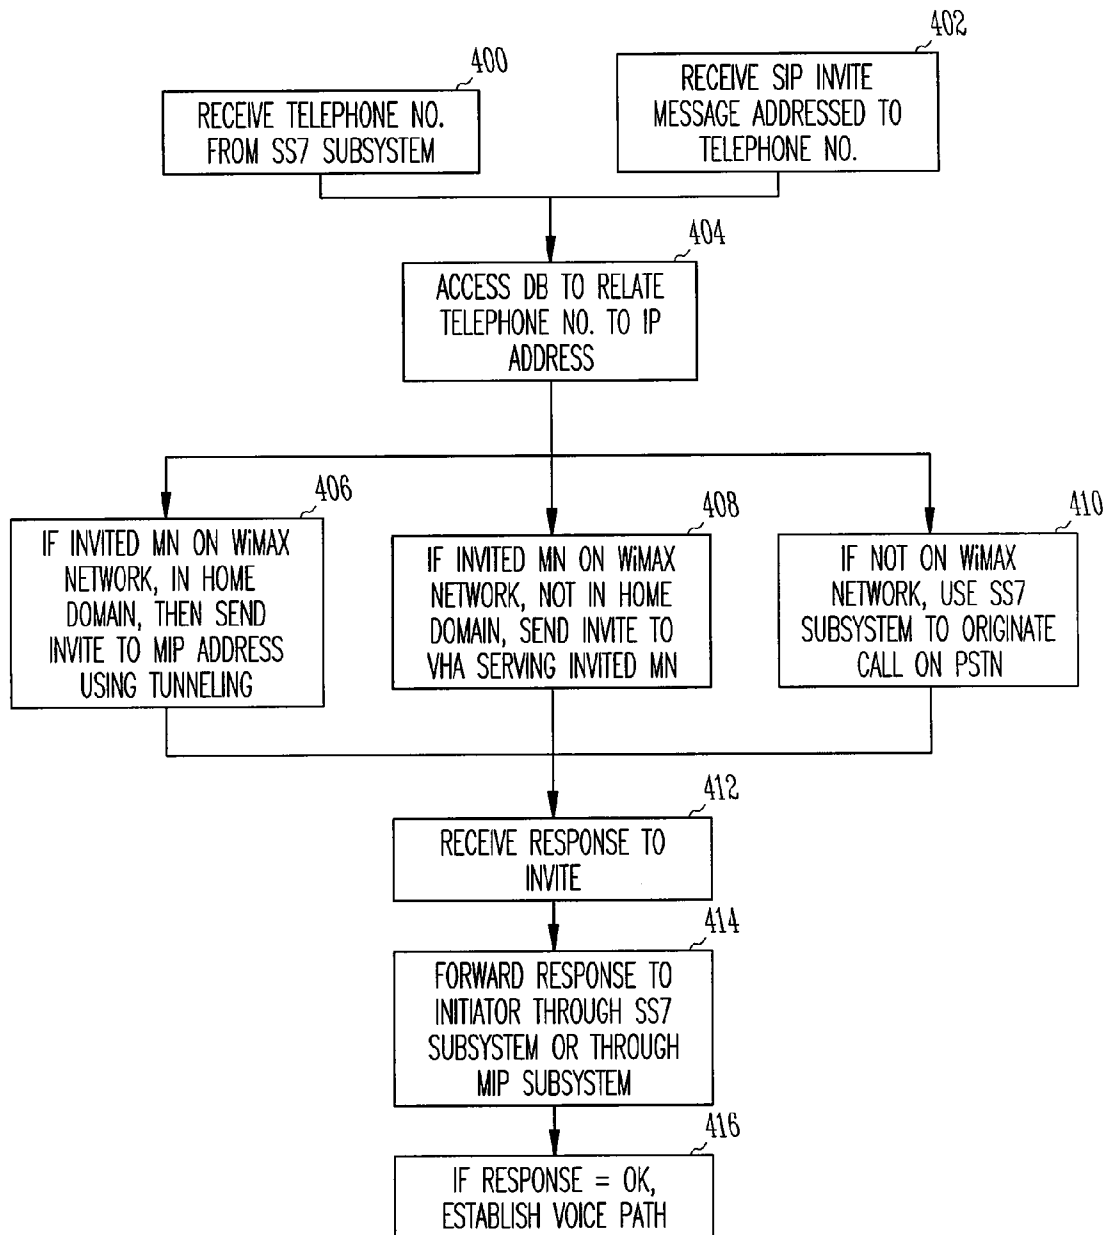 400
RECEIVE TELEPHONE NO.
FROM SS7 SUBSYSTEM
402
RECEIVE SIP INVITE
MESSAGE ADDRESSED TO
TELEPHONE NO.
404
ACCESS DB TO RELATE
TELEPHONE NO. TO IP
ADDRESS
406
IF INVITED MN ON WiMAX
NETWORK, IN HOME
DOMAIN, THEN SEND
INVITE TO MIP ADDRESS
USING TUNNELING
408
IF INVITED MN ON WiMAX
NETWORK, NOT IN HOME
DOMAIN, SEND INVITE TO
VHA SERVING INVITED MN
410
IF NOT ON WiMAX
NETWORK, USE SS7
SUBSYSTEM TO ORIGINATE
CALL ON PSTN
412
RECEIVE RESPONSE TO
INVITE
414
FORWARD RESPONSE TO
INITIATOR THROUGH SS7
SUBSYSTEM OR THROUGH
MIP SUBSYSTEM
416
IF RESPONSE = OK,
ESTABLISH VOICE PATH